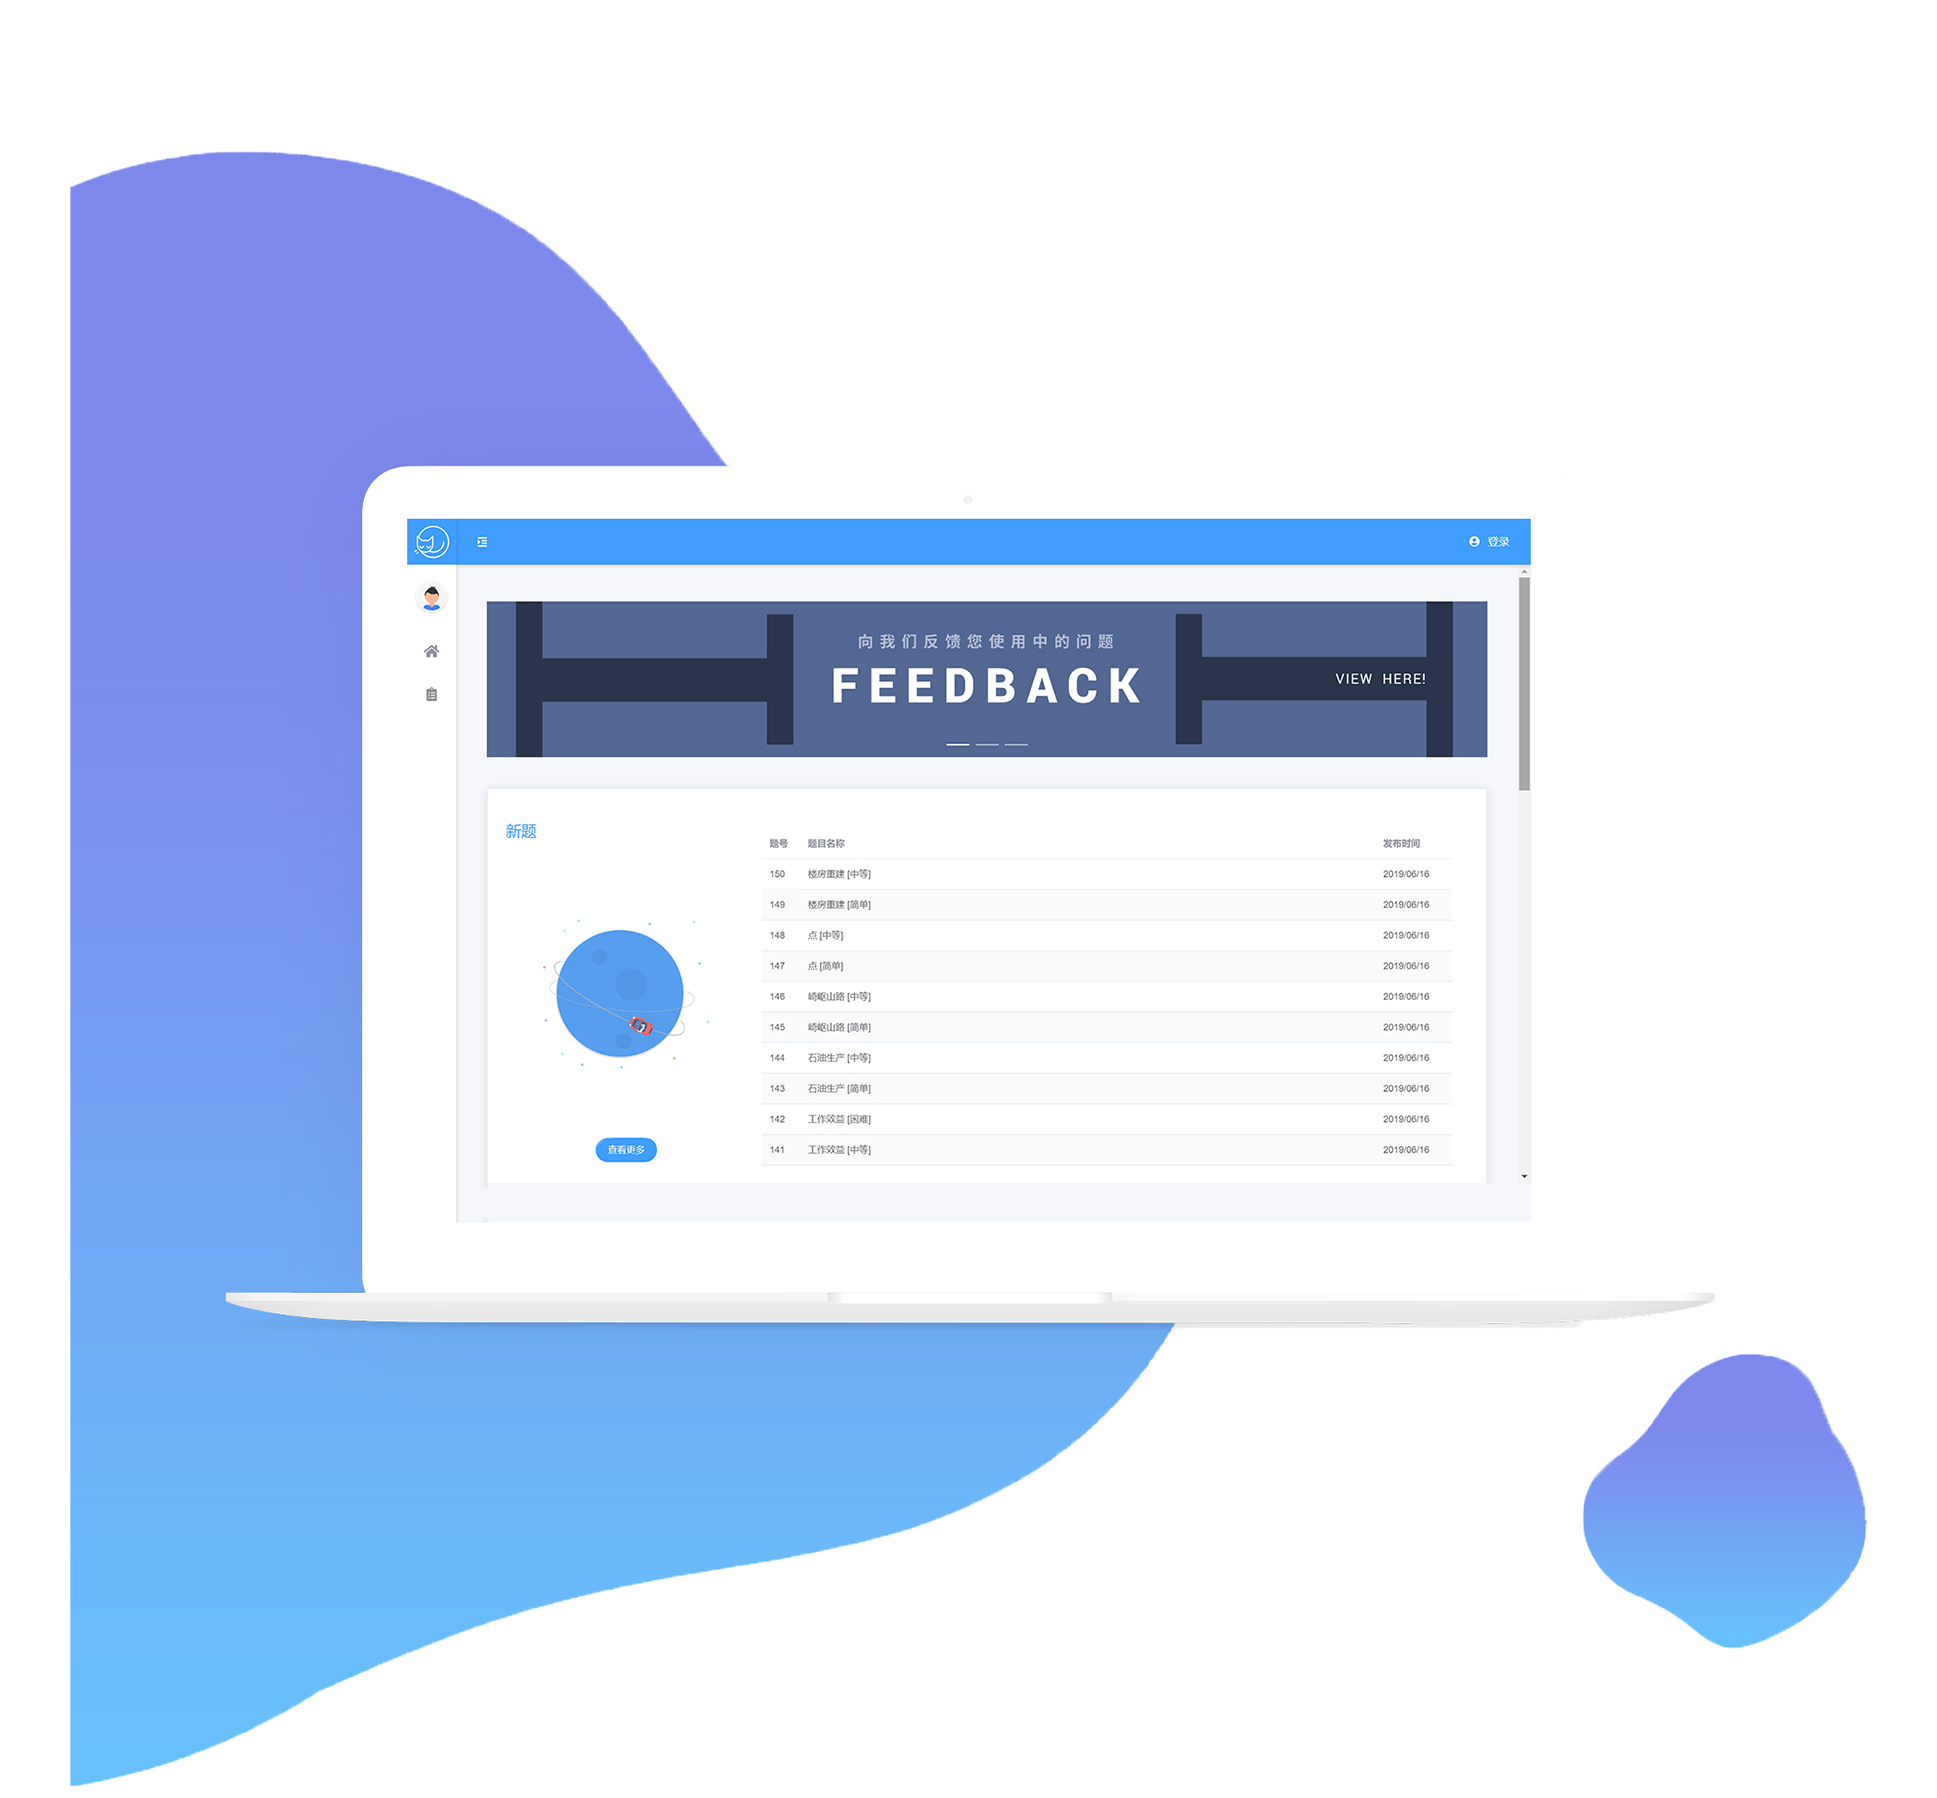 登录
向我们反馈您使用中的问题
FEEDBACK
VIEW HERE!
新题
题号 题目名称 发布时间
150 楼房重建 [中等] 2019/06/16
149 楼房重建 [简单] 2019/06/16
148 点 [中等] 2019/06/16
147 点 [简单] 2019/06/16
146 崎岖山路 [中等] 2019/06/16
145 崎岖山路 [简单] 2019/06/16
144 石油生产 [中等] 2019/06/16
143 石油生产 [简单] 2019/06/16
142 工作效益 [困难] 2019/06/16
141 工作效益 [中等] 2019/06/16
查看更多